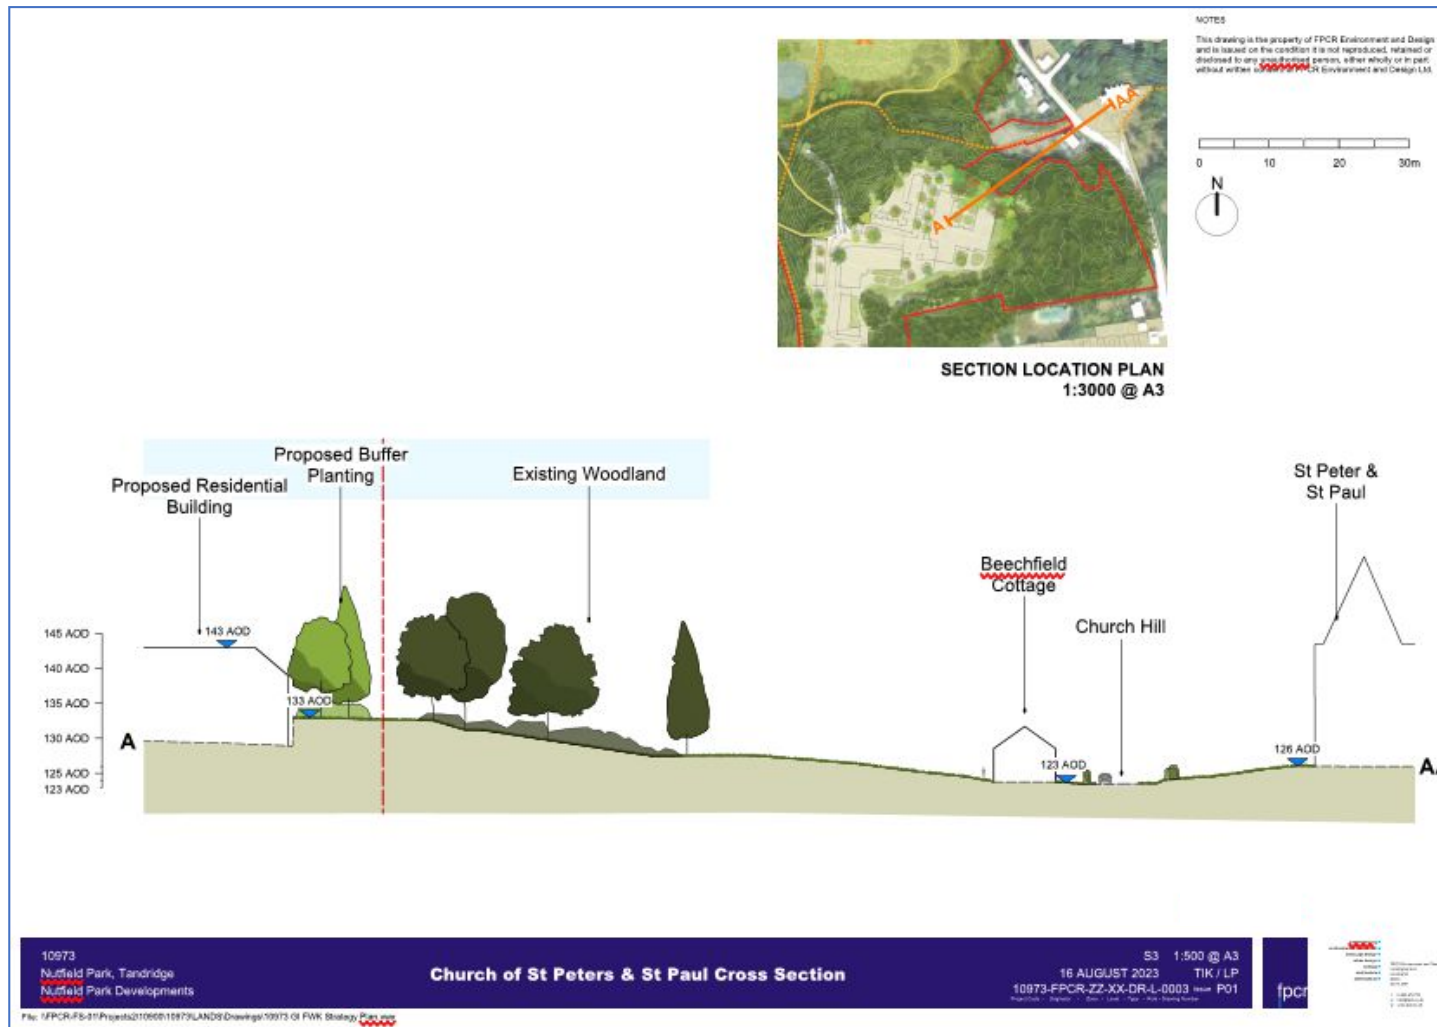 NOTES
This drawing is the property of FPCR Environment and Design
and is issued on the condition it is not reproduced, retained or
disclosed to any unauthorised person, either wholly or in part
without written consent of FPCR Environment and Design Ltd.
0 10 20 30m
N
A
AA
SECTION LOCATION PLAN
1:3000 @ A3
Proposed Residential
Building
Proposed Buffer
Planting
Existing Woodland
Beechfield
Cottage
Church Hill
St Peter &
St Paul
145 AOD
140 AOD
135 AOD
130 AOD
125 AOD
123 AOD
143 AOD
133 AOD
123 AOD
126 AOD
A
A
10973
Nutfield Park, Tandridge
Nutfield Park Developments
Church of St Peters & St Paul Cross Section
S3 1:500 @ A3
16 AUGUST 2023 TIK / LP
10973-FPCR-ZZ-XX-DR-L-0003 issue P01
fpcr